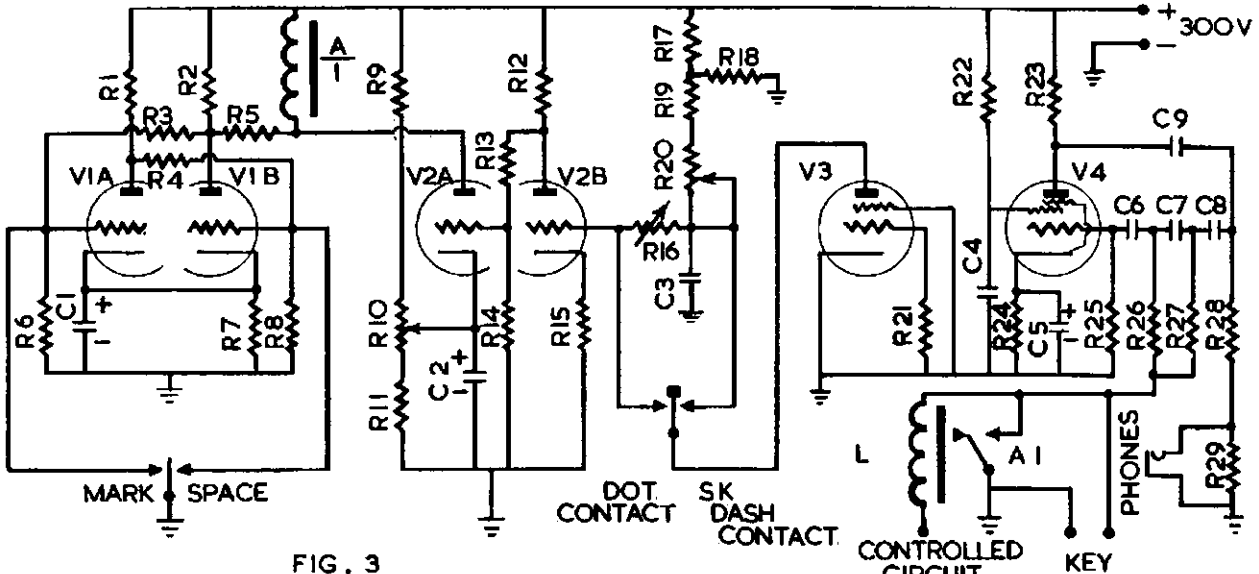 +
300V
−
R1
R2
A
1
R9
R12
R17
R18
R19
R22
R23
R3
R5
R4
R13
R20
C9
V1A
V1B
V2A
V2B
V3
V4
C6
C7
C8
R16
C4
R6
C1
+
-
R7
R8
R10
R14
R15
C3
R21
R24
C5
+
-
R25
R26
R27
R28
C2
+
-
R11
L
A1
PHONES
R29
MARK
SPACE
DOT
CONTACT
SK
DASH
CONTACT
CONTROLLED
CIRCUIT
KEY
FIG. 3